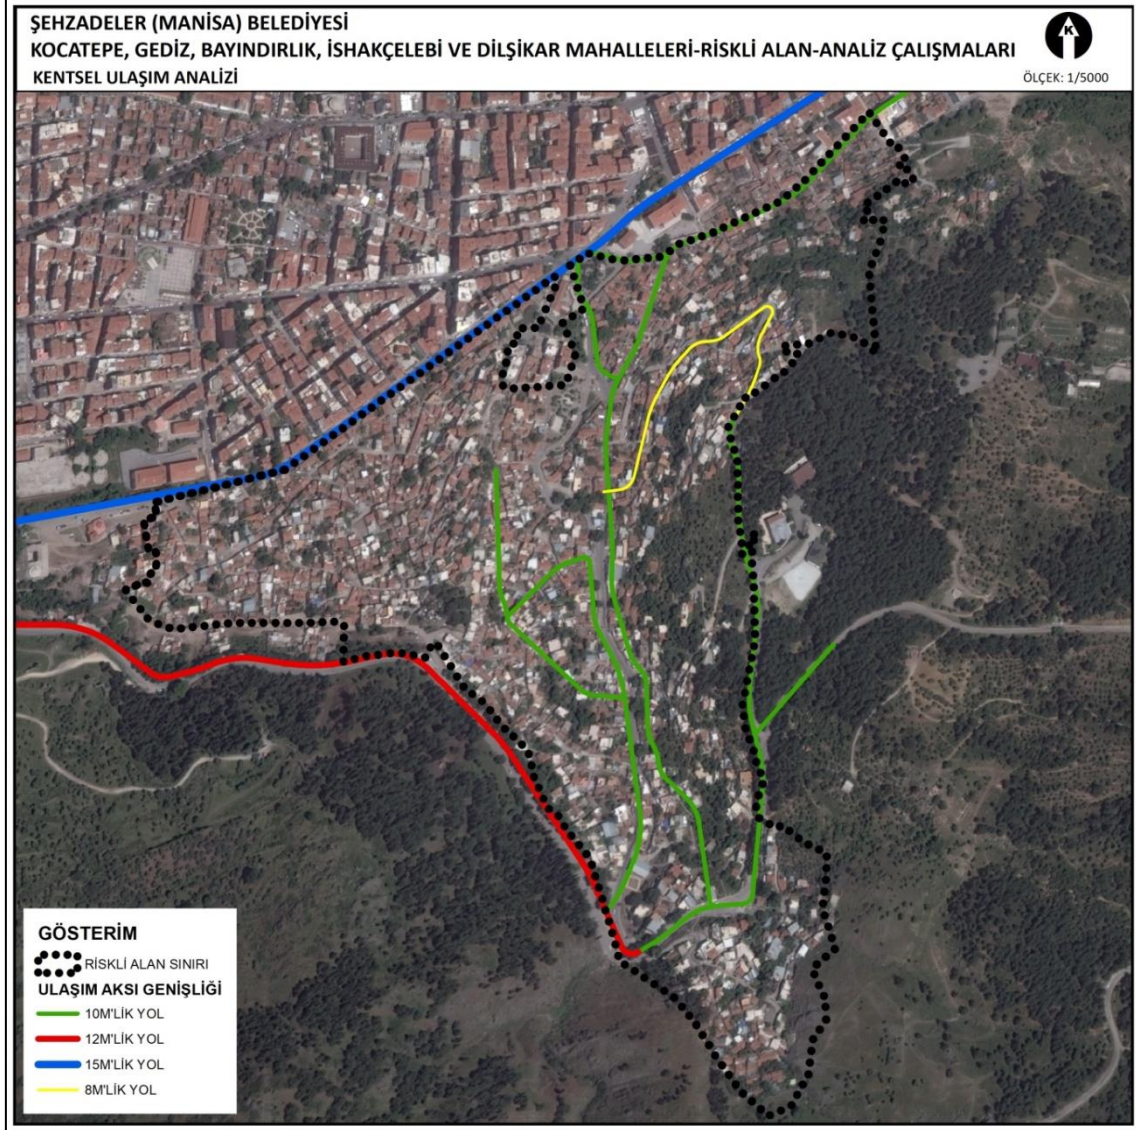 ŞEHZADELER (MANİSA) BELEDİYESİ
KOCATEPE, GEDİZ, BAYINDIRLIK, İSHAKÇELEBİ VE DİLŞİKAR MAHALLELERİ-RİSKLİ ALAN-ANALİZ ÇALIŞMALARI
KENTSEL ULAŞIM ANALİZİ
K
ÖLÇEK: 1/5000
GÖSTERİM
RİSKLİ ALAN SINIRI
ULAŞIM AKSI GENİŞLİĞİ
10M'LİK YOL
12M'LİK YOL
15M'LİK YOL
8M'LİK YOL